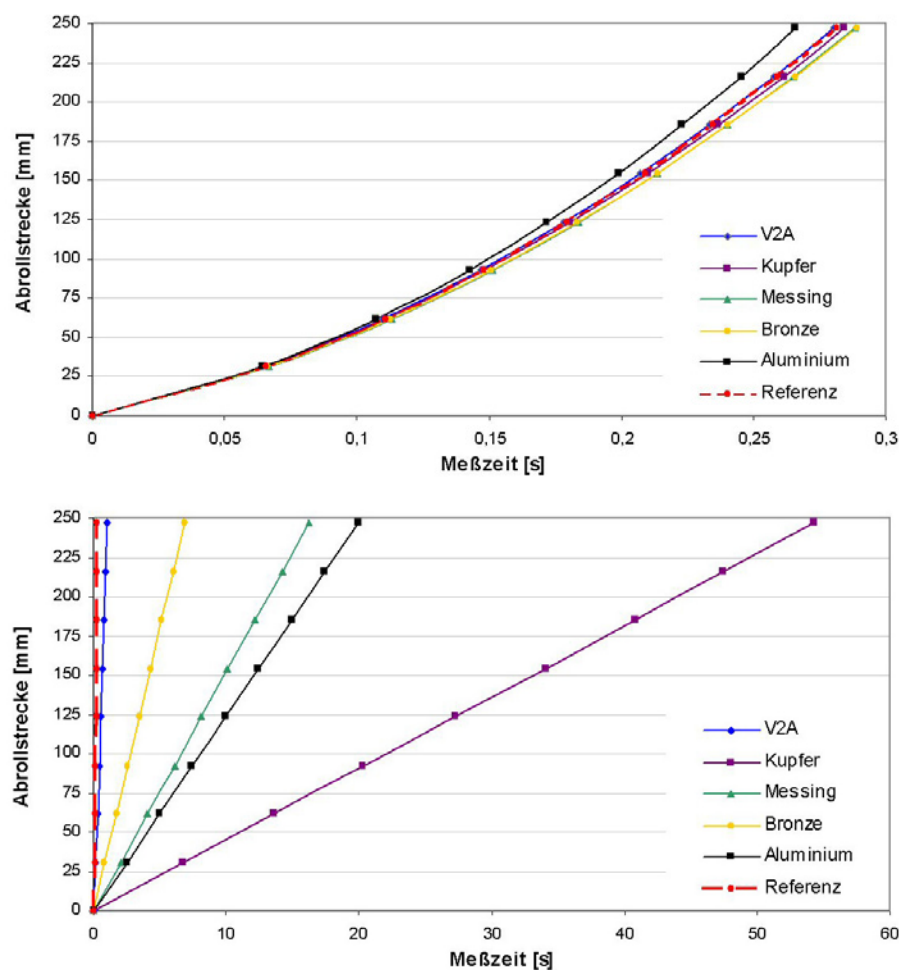 Abrollstrecke [mm]
250
225
200
175
150
125
100
75
50
25
0
V2A
Kupfer
Messing
Bronze
Aluminium
Referenz
0 0,05 0,1 0,15 0,2 0,25 0,3
Meßzeit [s]
Abrollstrecke [mm]
250
225
200
175
150
125
100
75
50
25
0
V2A
Kupfer
Messing
Bronze
Aluminium
Referenz
0 10 20 30 40 50 60
Meßzeit [s]